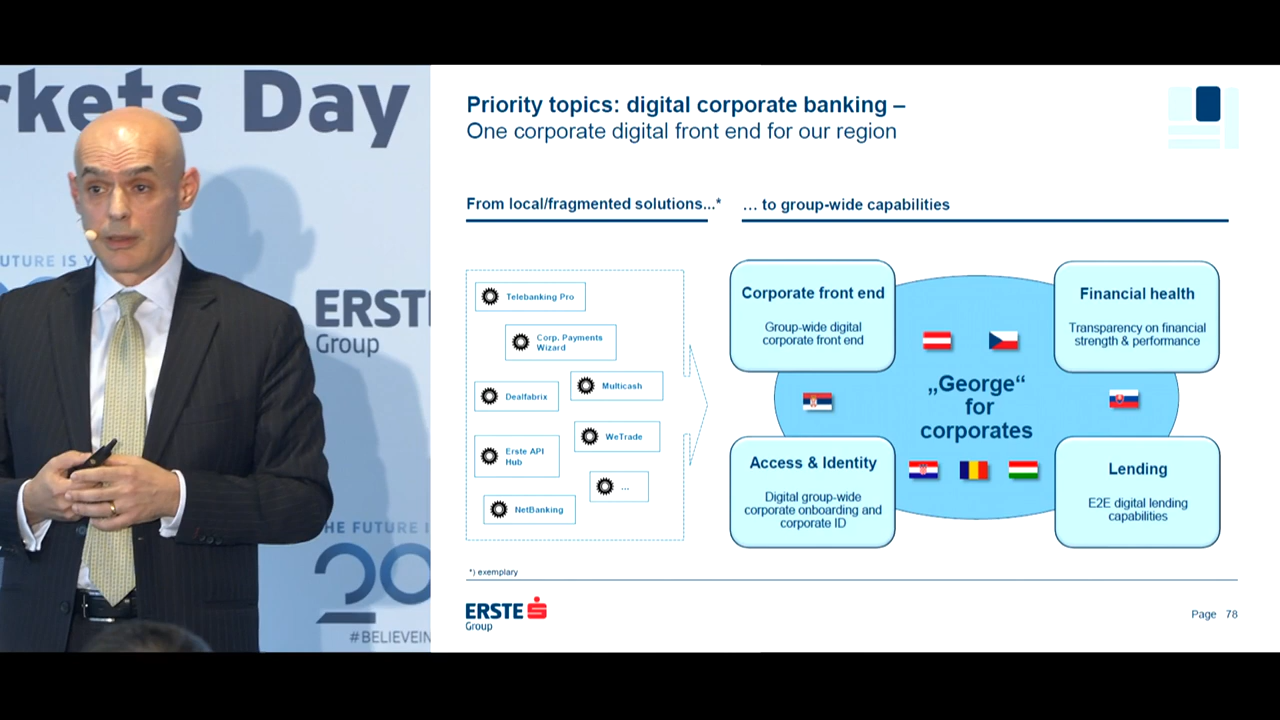 rkets Day
UTURE IS Y
ERSTE
Group
HE FUTURE I
20
#BELIEVEIN
Priority topics: digital corporate banking –
One corporate digital front end for our region
From local/fragmented solutions...*
… to group-wide capabilities
Telebanking Pro
Corp. Payments
Wizard
Dealfabrix
Multicash
WeTrade
Erste API
Hub
...
NetBanking
Corporate front end
Group-wide digital
corporate front end
Financial health
Transparency on financial
strength & performance
„George“
for
corporates
Access & Identity
Digital group-wide
corporate onboarding and
corporate ID
Lending
E2E digital lending
capabilities
*) exemplary
ERSTE
Group
Page 78